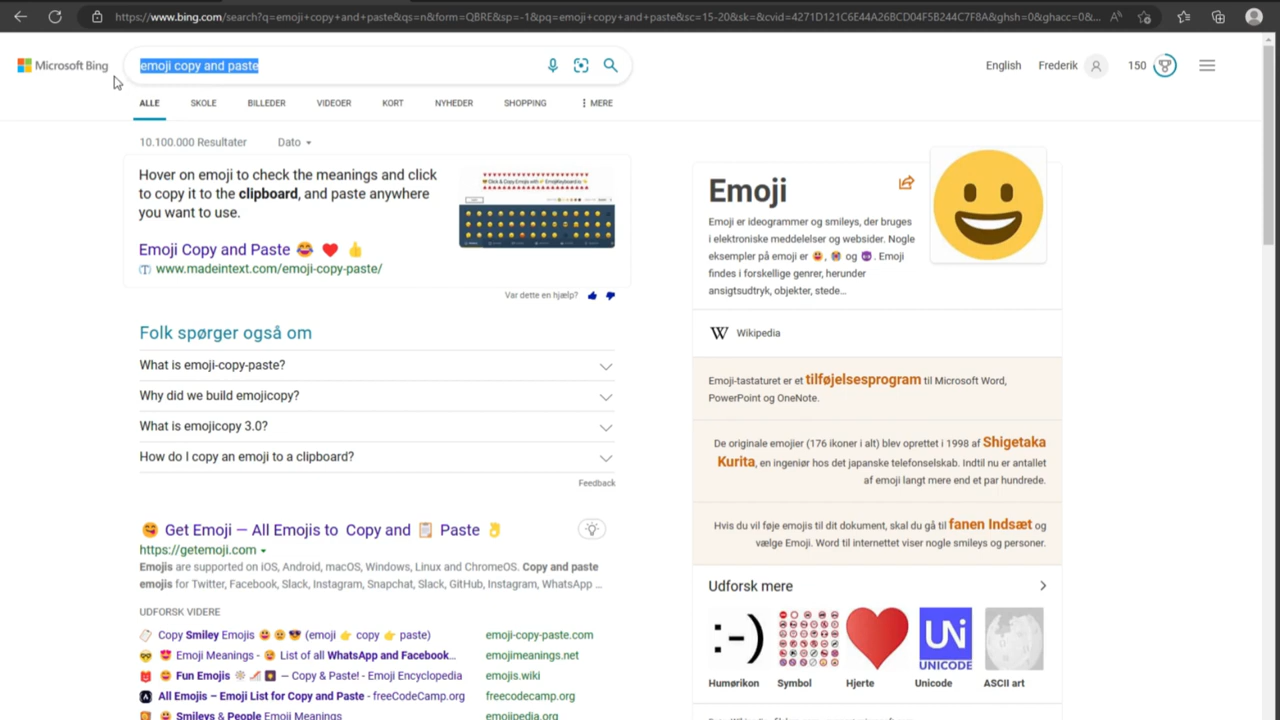 https://www.bing.com/search?q=emoji+copy+and+paste&qs=n&form=QBRE&sp=-1&pq=emoji+copy+and+paste&sc=15-20&sk=&cvid=4271D121C6E44A26BCD04F5B244C7F8A&ghsh=0&ghacc=0&...
Microsoft Bing
emoji copy and paste
English
Frederik
150
ALLE
SKOLE
BILLEDER
VIDEOER
KORT
NYHEDER
SHOPPING
MERE
10.100.000 Resultater
Dato
Hover on emoji to check the meanings and click
to copy it to the clipboard, and paste anywhere
you want to use.
Emoji Copy and Paste 😂 ❤️ 👍
www.madeintext.com/emoji-copy-paste/
Var dette en hjælp?
Folk spørger også om
What is emoji-copy-paste?
Why did we build emojicopy?
What is emojicopy 3.0?
How do I copy an emoji to a clipboard?
Feedback
😋 Get Emoji — All Emojis to Copy and 📋 Paste 👌
https://getemoji.com
Emojis are supported on iOS, Android, macOS, Windows, Linux and ChromeOS. Copy and paste
emojis for Twitter, Facebook, Slack, Instagram, Snapchat, Slack, GitHub, Instagram, WhatsApp ...
UDFORSK VIDERE
Copy Smiley Emojis 😀 🙂 😎 (emoji 👉 copy 👉 paste)
emoji-copy-paste.com
Emoji Meanings - 😉 List of all WhatsApp and Facebook...
emojimeanings.net
Fun Emojis — Copy & Paste! - Emoji Encyclopedia
emojis.wiki
All Emojis – Emoji List for Copy and Paste - freeCodeCamp.org
freecodecamp.org
Smileys & People Emoji Meanings
emojipedia.org
Emoji
Emoji er ideogrammer og smileys, der bruges
i elektroniske meddelelser og websider. Nogle
eksempler på emoji er 😃, 😭 og 😈. Emoji
findes i forskellige genrer, herunder
ansigtsudtryk, objekter, stede...
W Wikipedia
Emoji-tastaturet er et tilføjelsesprogram til Microsoft Word,
PowerPoint og OneNote.
De originale emojier (176 ikoner i alt) blev oprettet i 1998 af Shigetaka
Kurita, en ingeniør hos det japanske telefonselskab. Indtil nu er antallet
af emoji langt mere end et par hundrede.
Hvis du vil føje emojis til dit dokument, skal du gå til fanen Indsæt og
vælge Emoji. Word til internettet viser nogle smileys og personer.
Udforsk mere
:-)
UNi
UNICODE
Humørikon
Symbol
Hjerte
Unicode
ASCII art